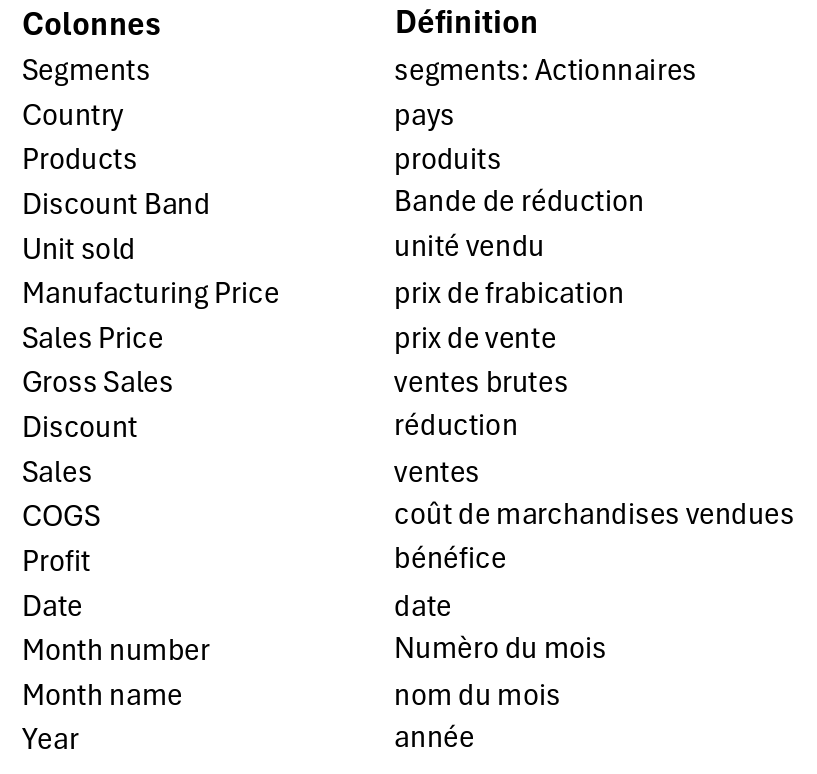 Colonnes Définition
Segments segments: Actionnaires
Country pays
Products produits
Discount Band Bande de réduction
Unit sold unité vendu
Manufacturing Price prix de frabication
Sales Price prix de vente
Gross Sales ventes brutes
Discount réduction
Sales ventes
COGS coût de marchandises vendues
Profit bénéfice
Date date
Month number Numèro du mois
Month name nom du mois
Year année